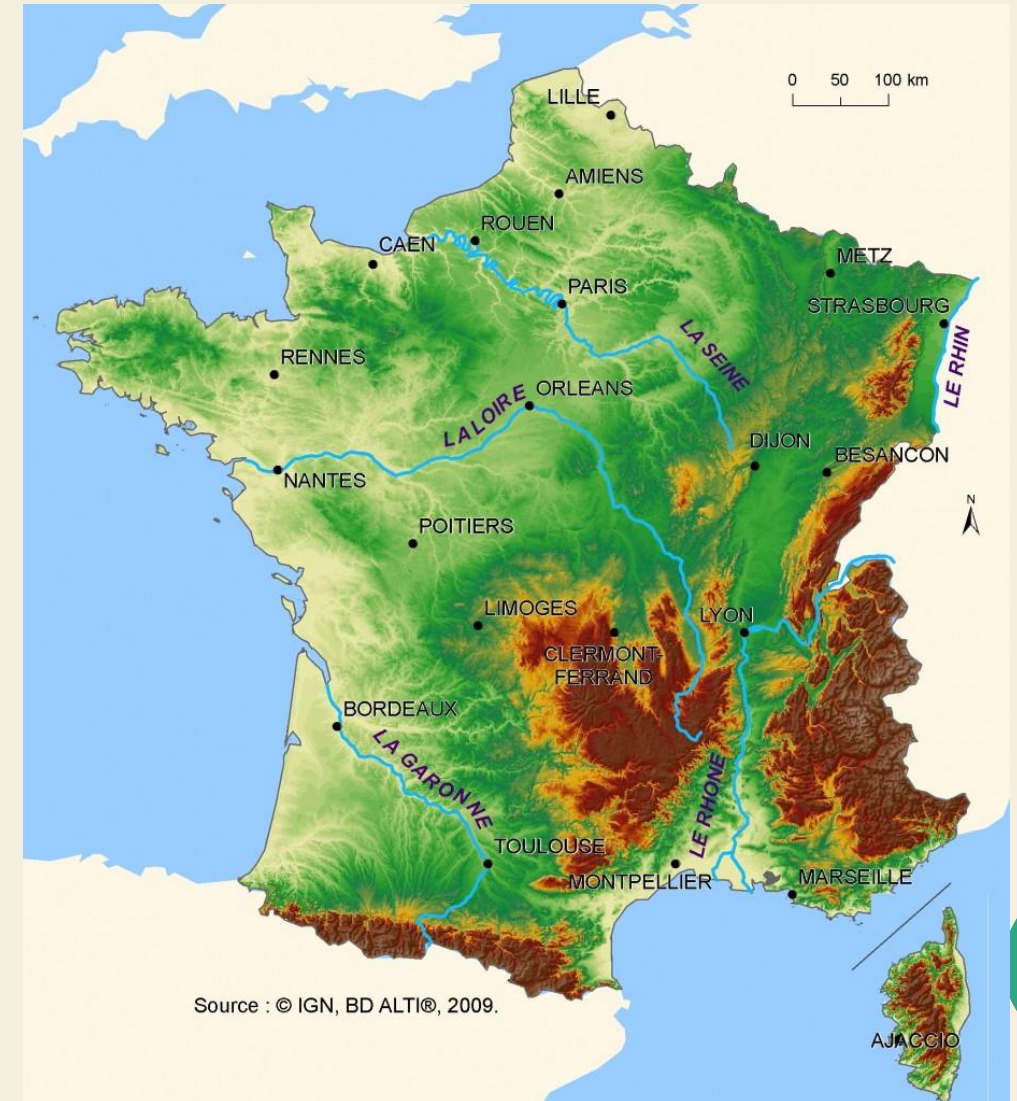 0 50 100 km
LILLE
AMIENS
ROUEN
CAEN
METZ
PARIS
STRASBOURG
LA SEINE
LE RHIN
RENNES
ORLEANS
LA LOIRE
DIJON
BESANCON
NANTES
N
POITIERS
LIMOGES
LYON
CLERMONT-
FERRAND
BORDEAUX
LA GARONNE
LE RHONE
TOULOUSE
MONTPELLIER
MARSEILLE
Source : © IGN, BD ALTI®, 2009.
AJACCIO